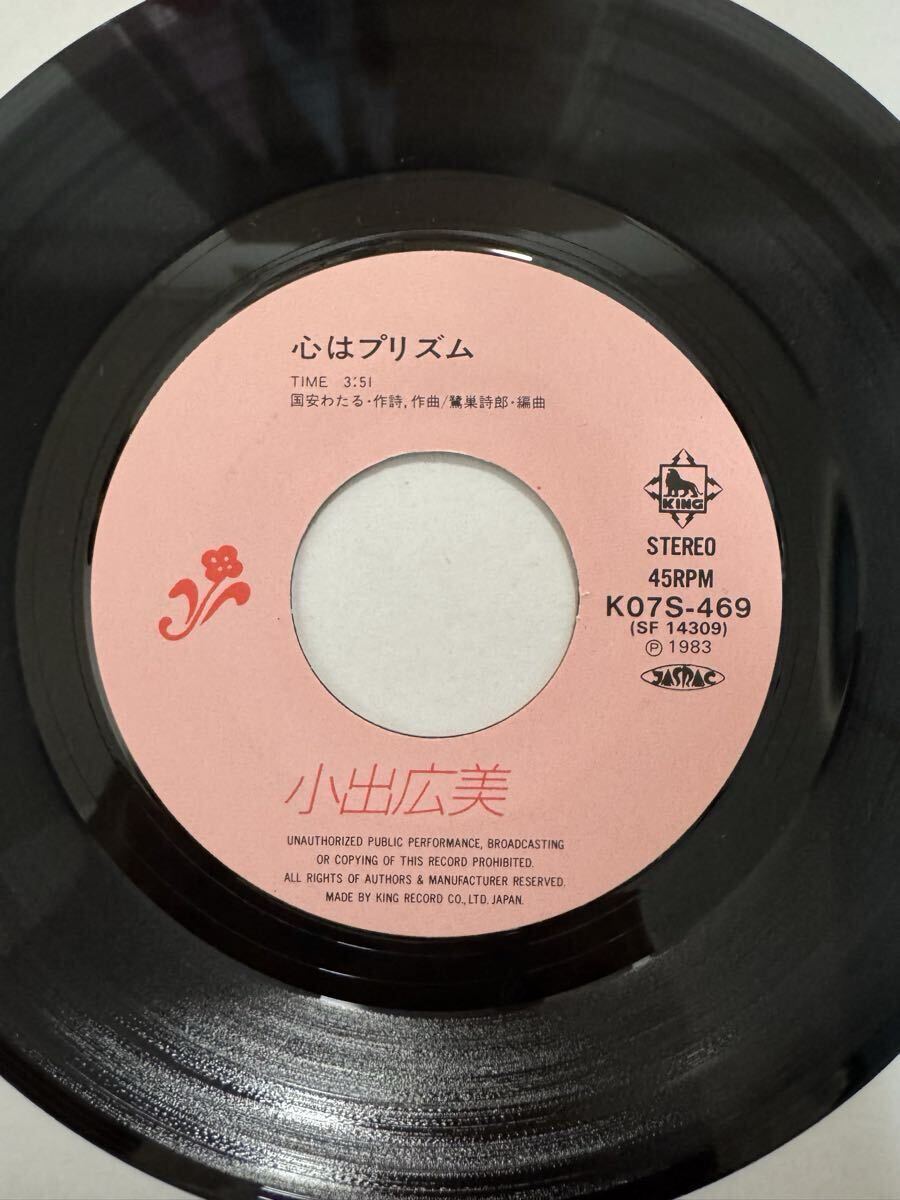 心はプリズム
TIME 3:51
国安わたる・作詩,作曲/鷺巣詩郎・編曲
KING
STEREO
45RPM
K07S-469
(SF 14309)
Ⓟ 1983
JASRAC
小出広美
UNAUTHORIZED PUBLIC PERFORMANCE, BROADCASTING
OR COPYING OF THIS RECORD PROHIBITED.
ALL RIGHTS OF AUTHORS & MANUFACTURER RESERVED.
MADE BY KING RECORD CO., LTD. JAPAN.